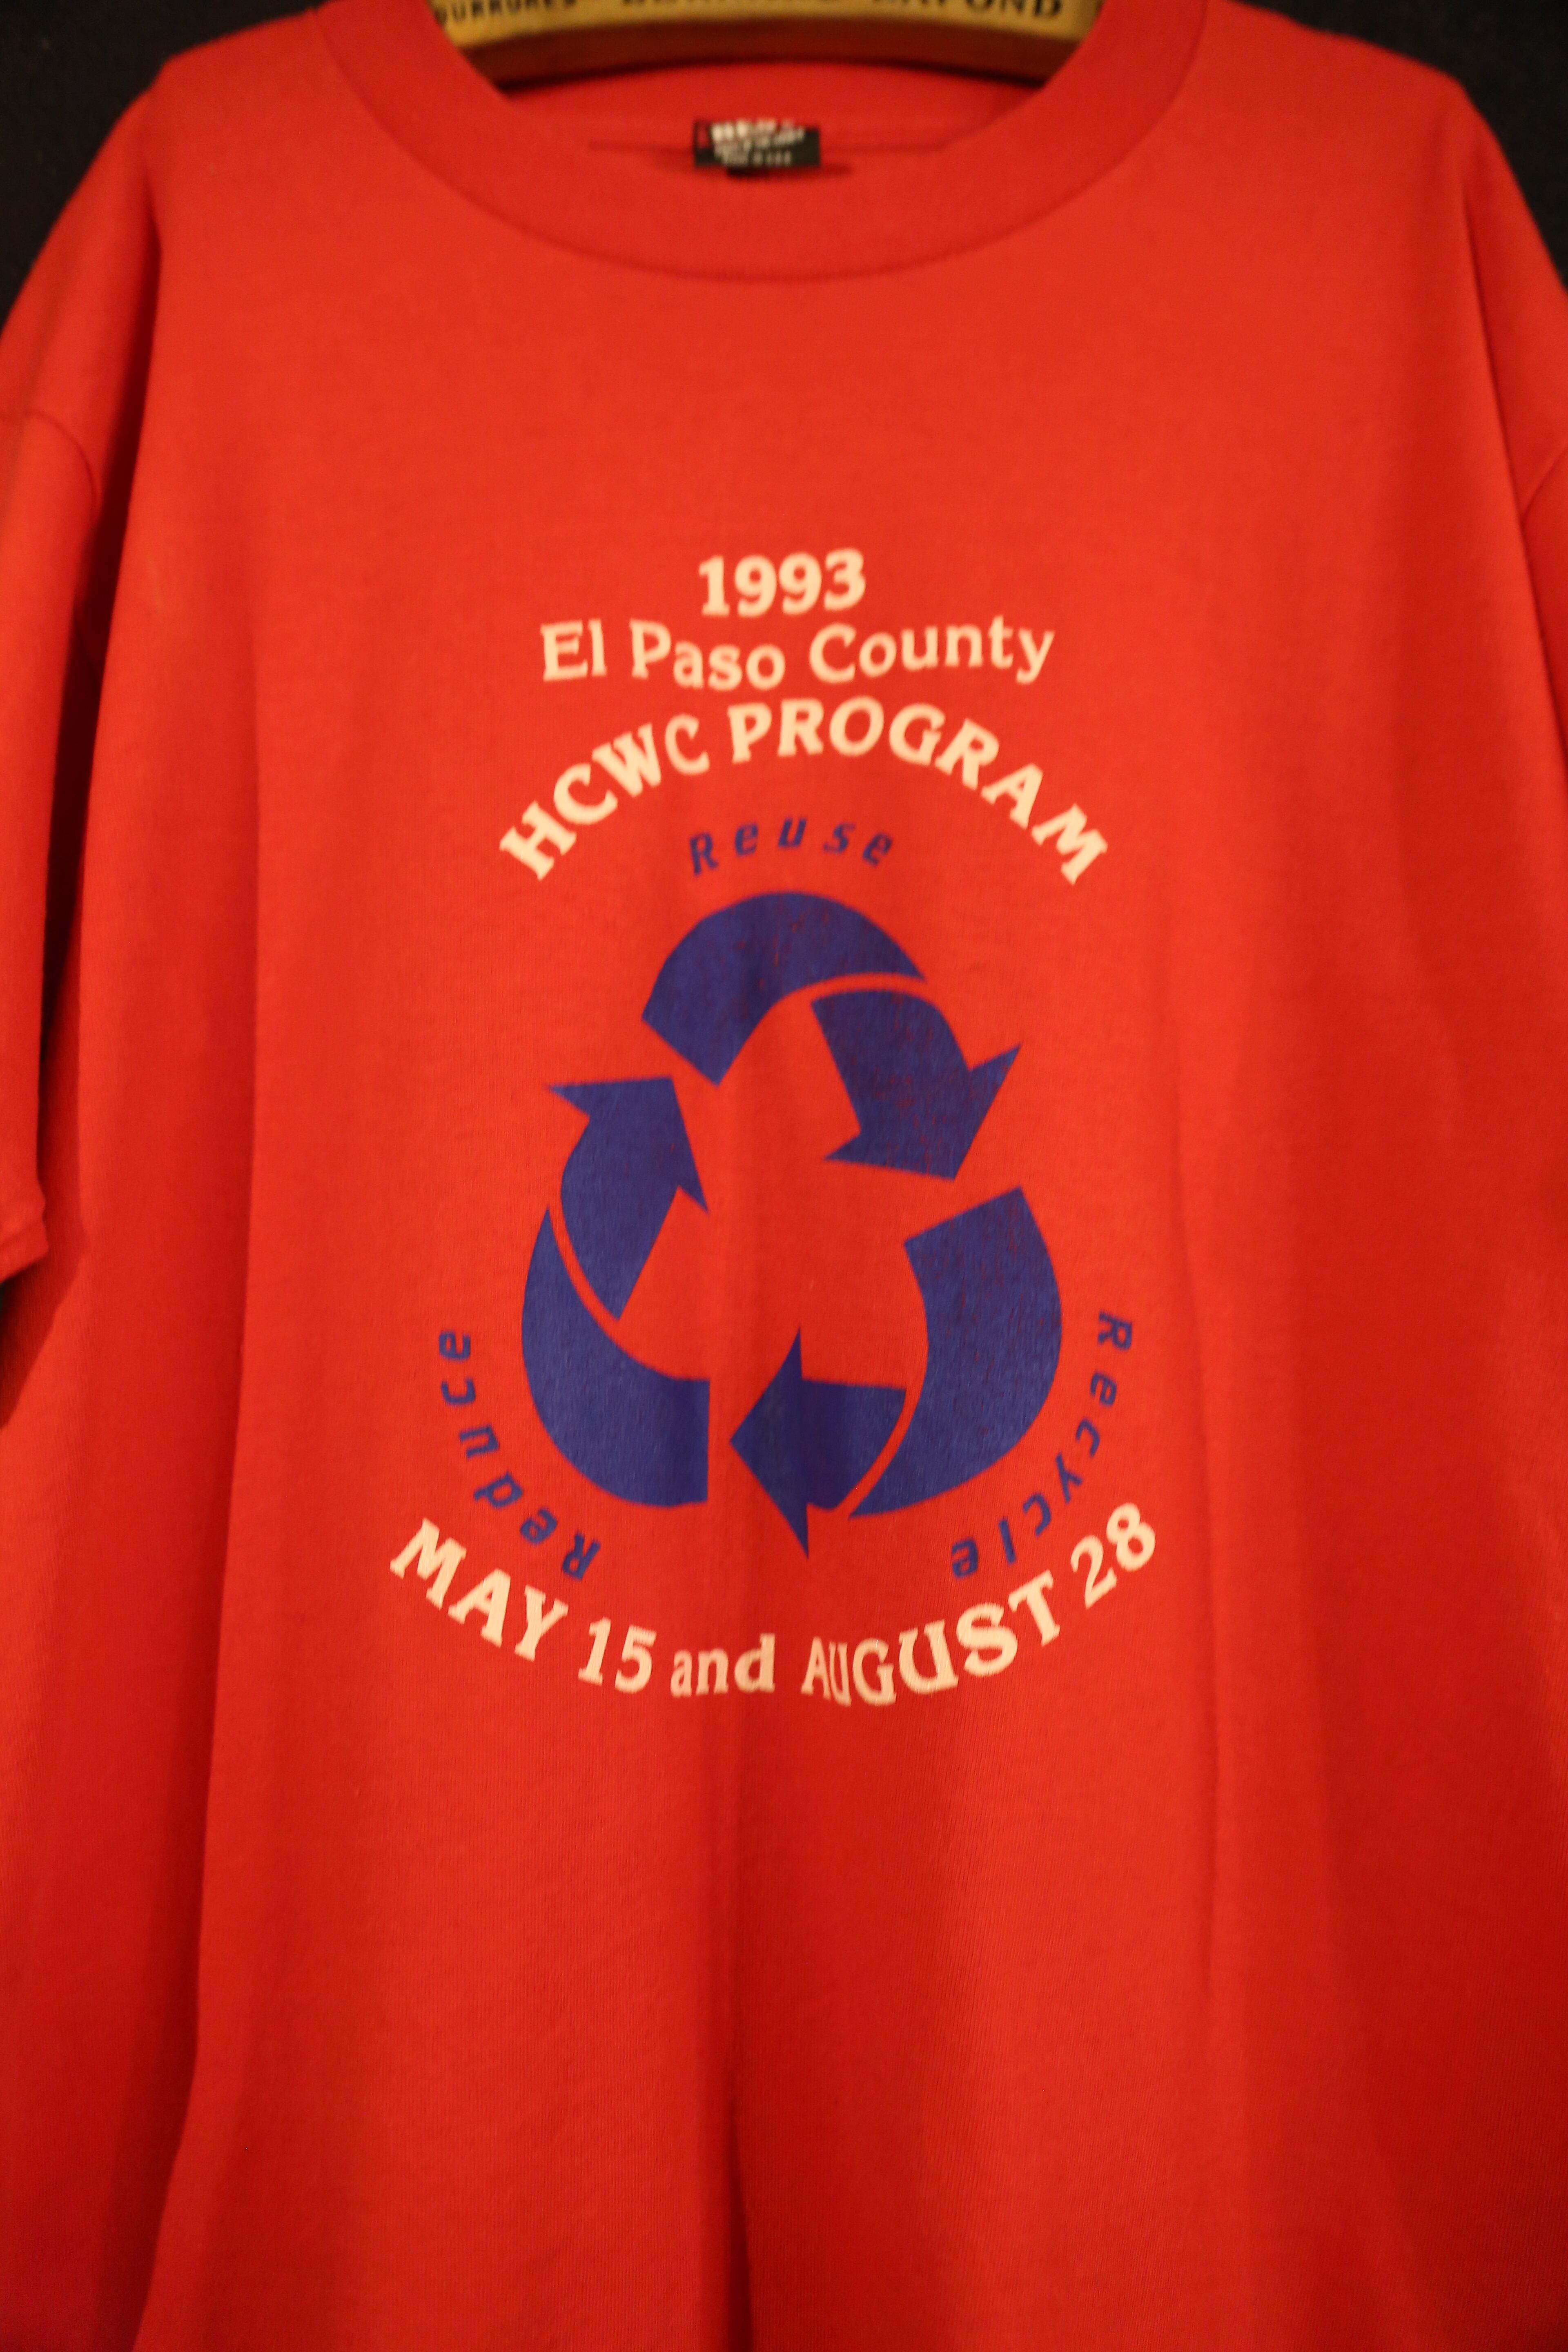 1993
El Paso County
HCWC PROGRAM
Reuse
Recycle
Reduce
MAY 15 and AUGUST 28